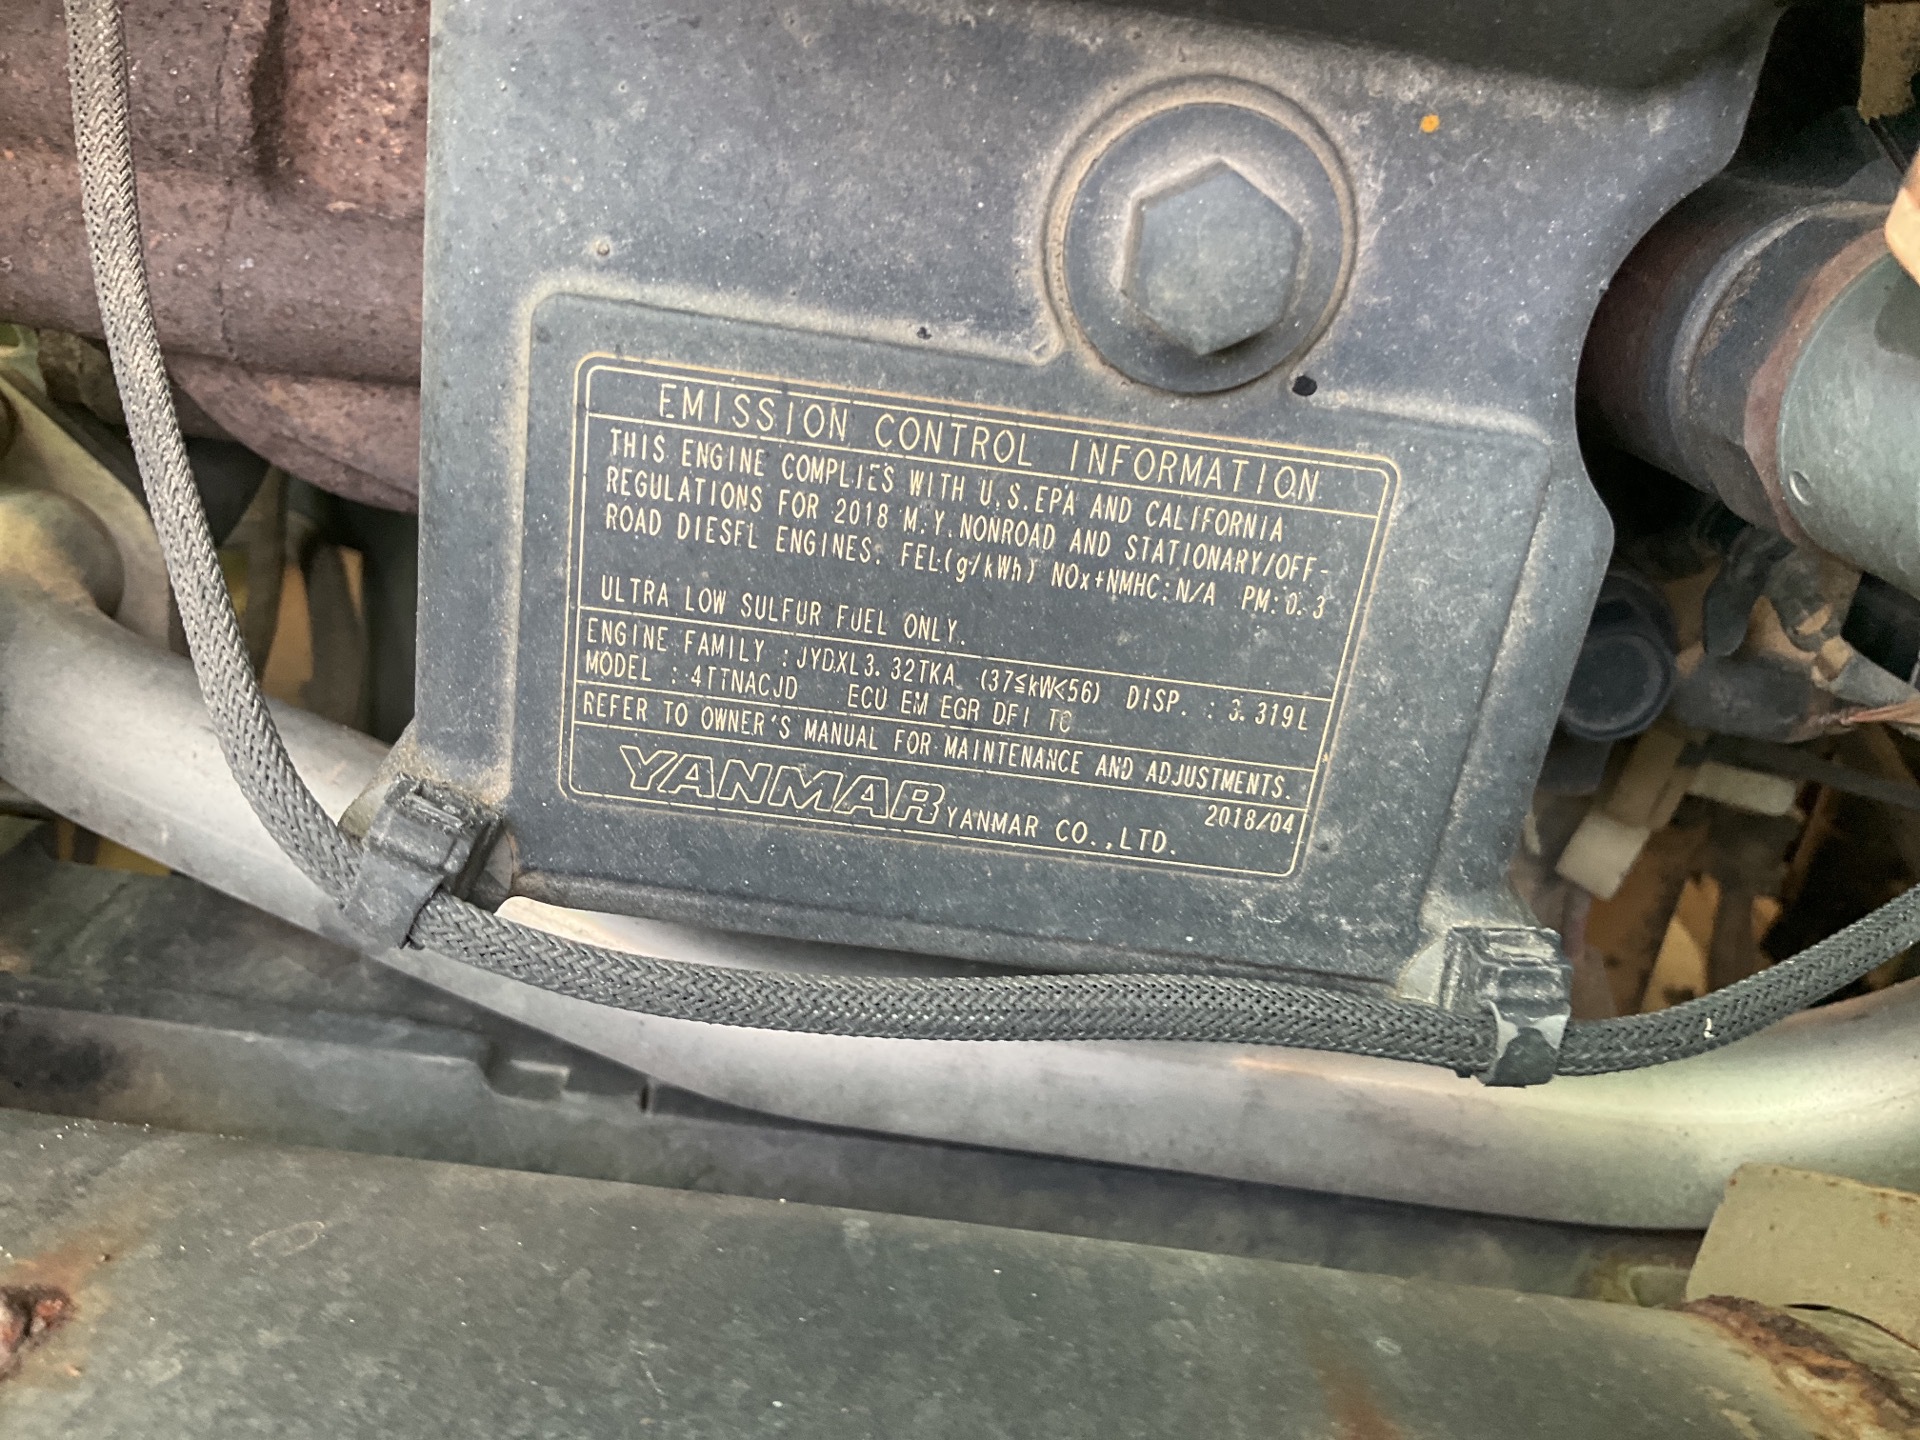 EMISSION CONTROL INFORMATION
THIS ENGINE COMPLIES WITH U.S.EPA AND CALIFORNIA
REGULATIONS FOR 2018 M.Y.NONROAD AND STATIONARY/OFF-
ROAD DIESEL ENGINES. FEL:(g/kWh) NOx+NMHC:N/A PM:0.3
ULTRA LOW SULFUR FUEL ONLY.
ENGINE FAMILY :JYDXL3.32TKA (37≦kW<56) DISP. :3.319L
MODEL :4TTNACJD ECU EM EGR DFI TC
REFER TO OWNER'S MANUAL FOR MAINTENANCE AND ADJUSTMENTS.
YANMAR YANMAR CO.,LTD. 2018/04